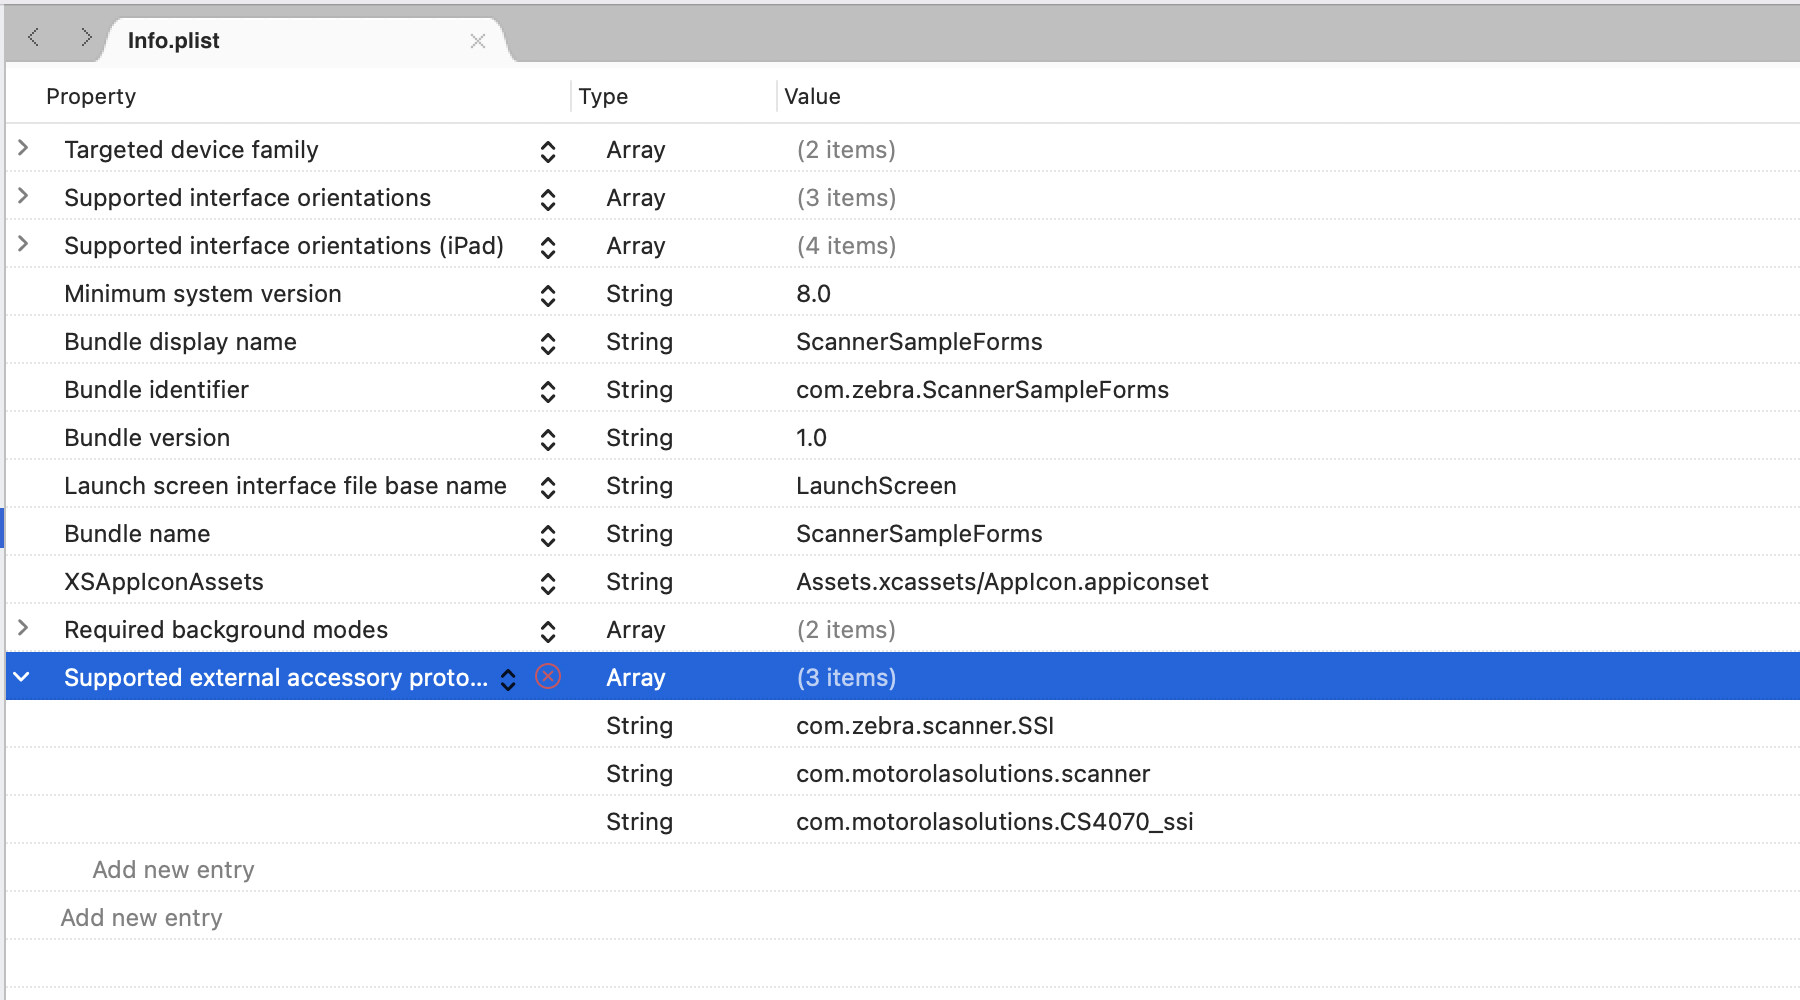 Info.plist
Property Type Value
Targeted device family Array (2 items)
Supported interface orientations Array (3 items)
Supported interface orientations (iPad) Array (4 items)
Minimum system version String 8.0
Bundle display name String ScannerSampleForms
Bundle identifier String com.zebra.ScannerSampleForms
Bundle version String 1.0
Launch screen interface file base name String LaunchScreen
Bundle name String ScannerSampleForms
XSAppIconAssets String Assets.xcassets/AppIcon.appiconset
Required background modes Array (2 items)
Supported external accessory proto... Array (3 items)
String com.zebra.scanner.SSI
String com.motorolasolutions.scanner
String com.motorolasolutions.CS4070_ssi
Add new entry
Add new entry